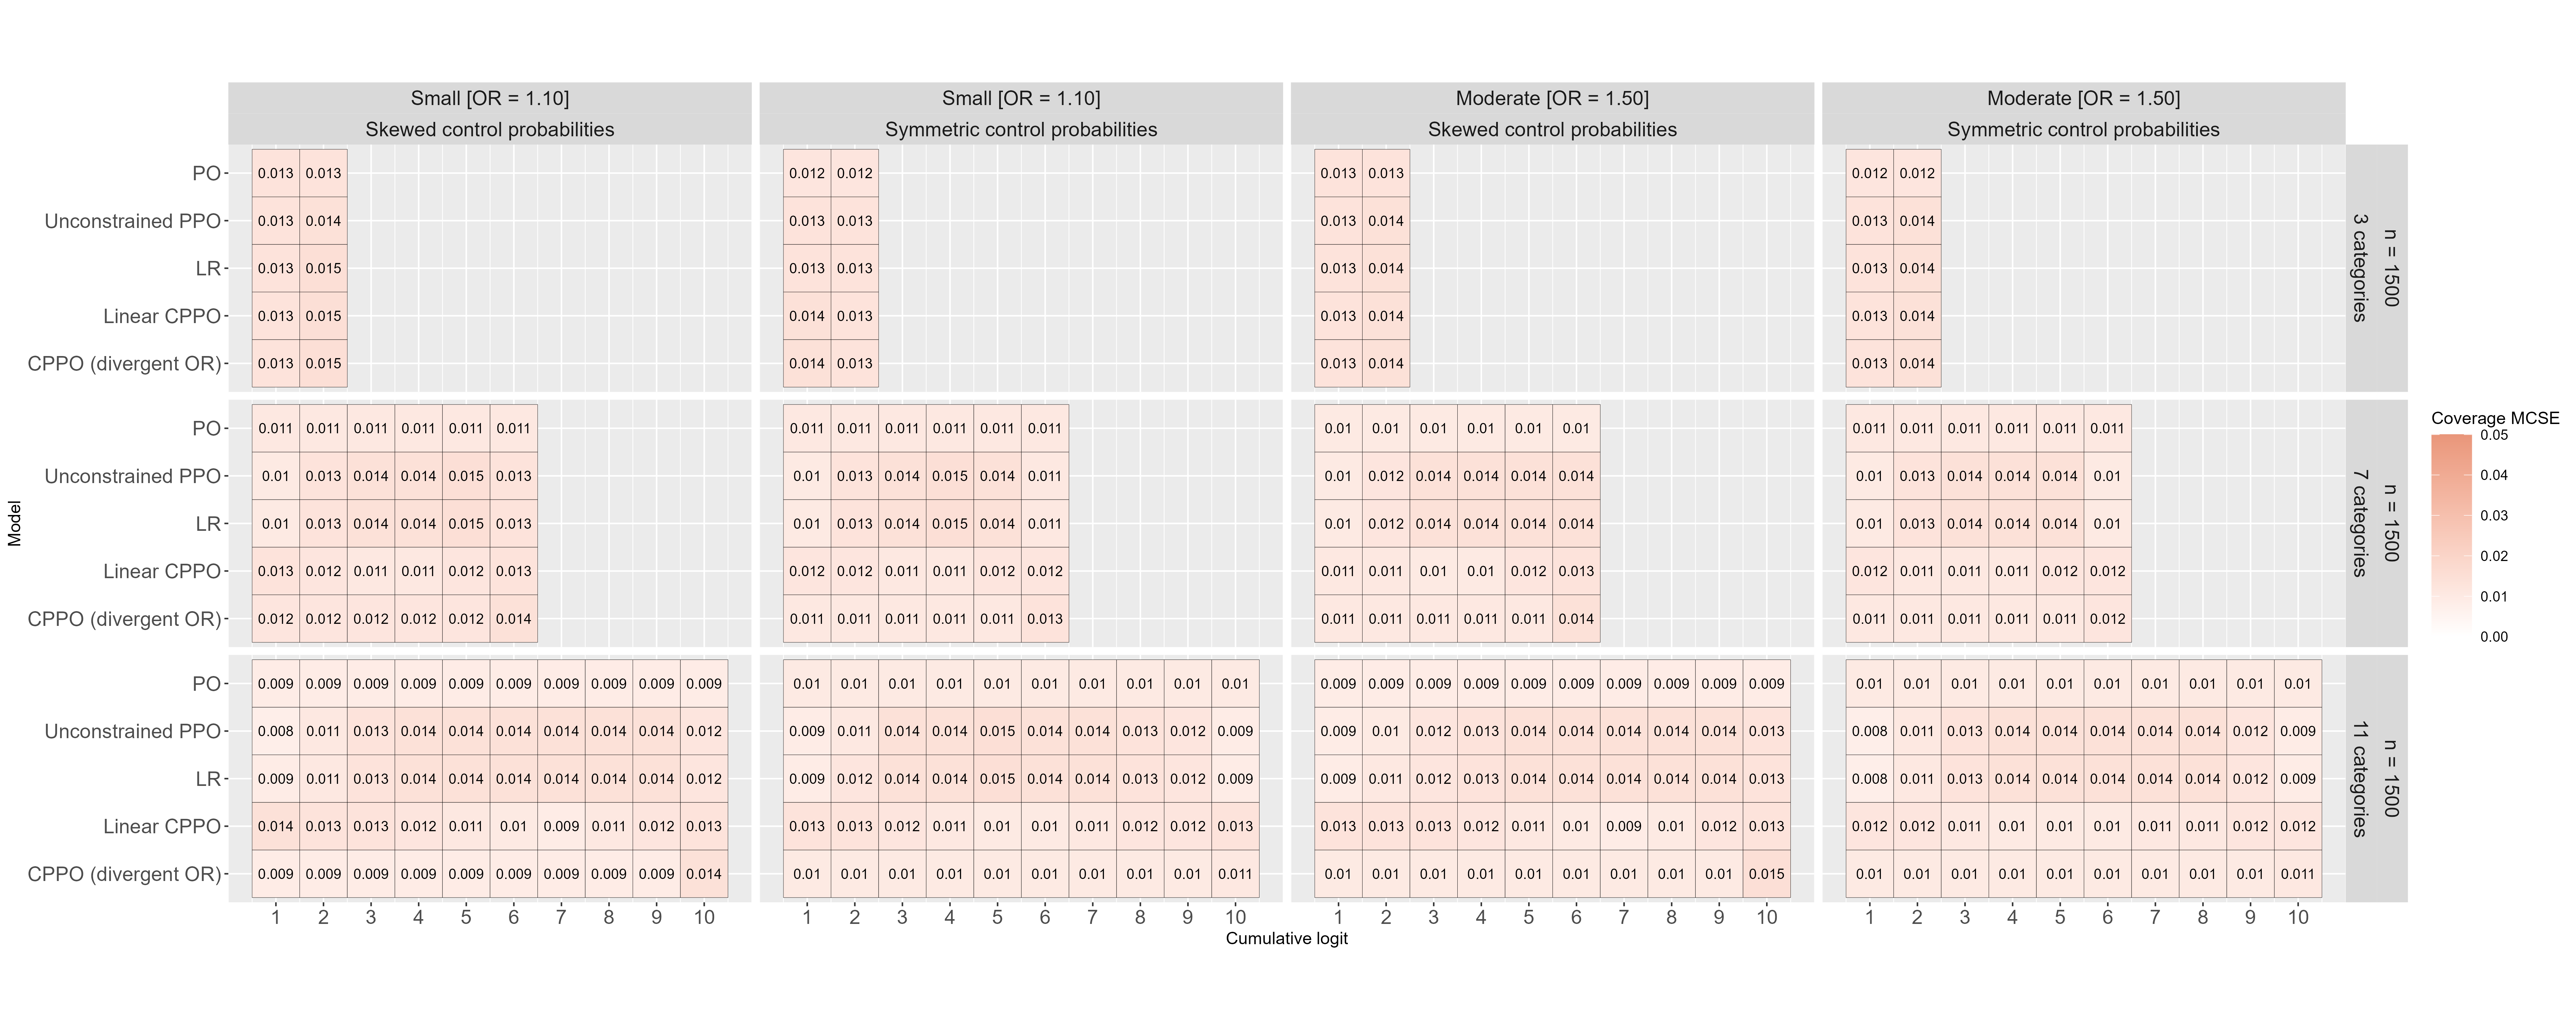 Small [OR = 1.10] Small [OR = 1.10] Moderate [OR = 1.50] Moderate [OR = 1.50]
Skewed control probabilities Symmetric control probabilities Skewed control probabilities Symmetric control probabilities
PO 0.013 0.013 0.012 0.012 0.013 0.013 0.012 0.012
Unconstrained PPO 0.013 0.014 0.013 0.013 0.013 0.014 0.013 0.014
LR 0.013 0.015 0.013 0.013 0.013 0.014 0.013 0.014
Linear CPPO 0.013 0.015 0.014 0.013 0.013 0.014 0.013 0.014
CPPO (divergent OR) 0.013 0.015 0.014 0.013 0.013 0.014 0.013 0.014
n = 1500
3 categories
PO 0.011 0.011 0.011 0.011 0.011 0.011 0.011 0.011 0.011 0.011 0.011 0.011 0.01 0.01 0.01 0.01 0.01 0.01 0.011 0.011 0.011 0.011 0.011 0.011
Unconstrained PPO 0.01 0.013 0.014 0.014 0.015 0.013 0.01 0.013 0.014 0.015 0.014 0.011 0.01 0.012 0.014 0.014 0.014 0.014 0.01 0.013 0.014 0.014 0.014 0.01
LR 0.01 0.013 0.014 0.014 0.015 0.013 0.01 0.013 0.014 0.015 0.014 0.011 0.01 0.012 0.014 0.014 0.014 0.014 0.01 0.013 0.014 0.014 0.014 0.01
Linear CPPO 0.013 0.012 0.011 0.011 0.012 0.013 0.012 0.012 0.011 0.011 0.012 0.012 0.011 0.011 0.01 0.01 0.012 0.013 0.012 0.011 0.011 0.011 0.012 0.012
CPPO (divergent OR) 0.012 0.012 0.012 0.012 0.012 0.014 0.011 0.011 0.011 0.011 0.011 0.013 0.011 0.011 0.011 0.011 0.011 0.014 0.011 0.011 0.011 0.011 0.011 0.012
n = 1500
7 categories
PO 0.009 0.009 0.009 0.009 0.009 0.009 0.009 0.009 0.009 0.009 0.01 0.01 0.01 0.01 0.01 0.01 0.01 0.01 0.01 0.01 0.009 0.009 0.009 0.009 0.009 0.009 0.009 0.009 0.009 0.009 0.01 0.01 0.01 0.01 0.01 0.01 0.01 0.01 0.01 0.01
Unconstrained PPO 0.008 0.011 0.013 0.014 0.014 0.014 0.014 0.014 0.014 0.012 0.009 0.011 0.014 0.014 0.015 0.014 0.014 0.013 0.012 0.009 0.009 0.01 0.012 0.013 0.014 0.014 0.014 0.014 0.014 0.013 0.008 0.011 0.013 0.014 0.014 0.014 0.014 0.014 0.012 0.009
LR 0.009 0.011 0.013 0.014 0.014 0.014 0.014 0.014 0.014 0.012 0.009 0.012 0.014 0.014 0.015 0.014 0.014 0.013 0.012 0.009 0.009 0.011 0.012 0.013 0.014 0.014 0.014 0.014 0.014 0.013 0.008 0.011 0.013 0.014 0.014 0.014 0.014 0.014 0.012 0.009
Linear CPPO 0.014 0.013 0.013 0.012 0.011 0.01 0.009 0.011 0.012 0.013 0.013 0.013 0.012 0.011 0.01 0.01 0.011 0.012 0.012 0.013 0.013 0.013 0.013 0.012 0.011 0.01 0.009 0.01 0.012 0.013 0.012 0.012 0.011 0.01 0.01 0.01 0.011 0.011 0.012 0.012
CPPO (divergent OR) 0.009 0.009 0.009 0.009 0.009 0.009 0.009 0.009 0.009 0.014 0.01 0.01 0.01 0.01 0.01 0.01 0.01 0.01 0.01 0.011 0.01 0.01 0.01 0.01 0.01 0.01 0.01 0.01 0.01 0.015 0.01 0.01 0.01 0.01 0.01 0.01 0.01 0.01 0.01 0.011
n = 1500
11 categories
1 2 3 4 5 6 7 8 9 10 1 2 3 4 5 6 7 8 9 10 1 2 3 4 5 6 7 8 9 10 1 2 3 4 5 6 7 8 9 10
Cumulative logit
Model
Coverage MCSE
0.05
0.04
0.03
0.02
0.01
0.00